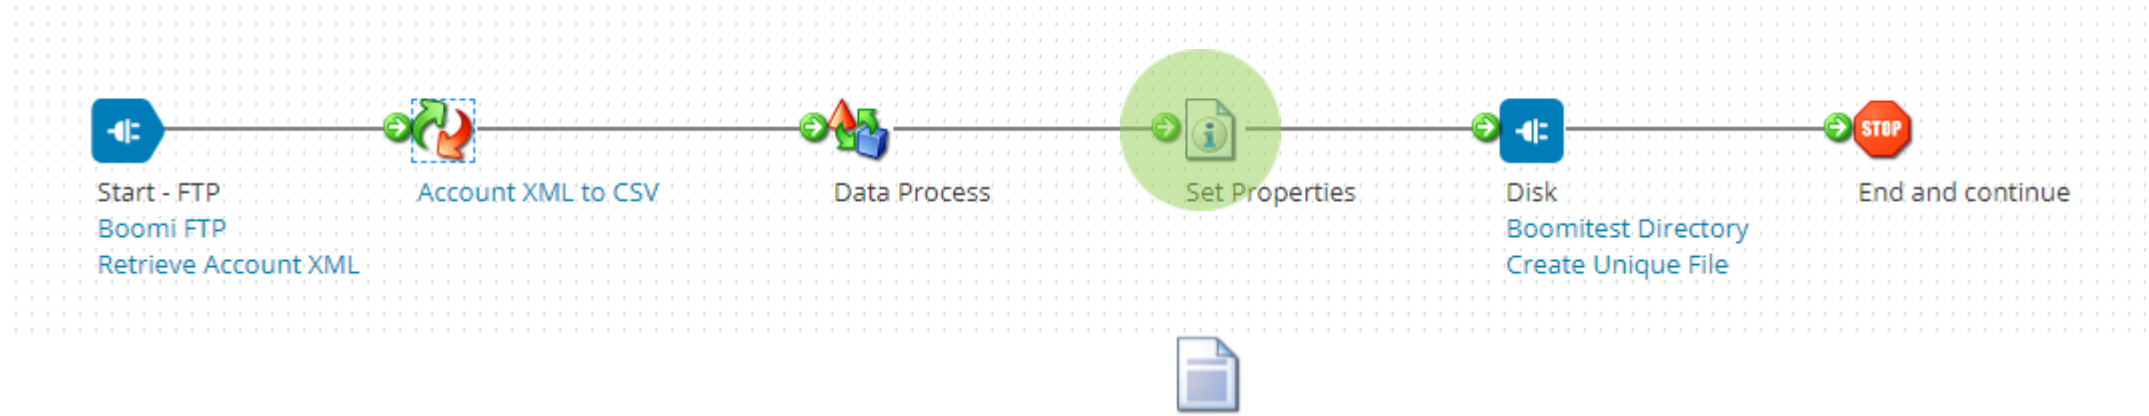 STOP
Start - FTP
Boomi FTP
Retrieve Account XML
Account XML to CSV
Data Process
Set Properties
Disk
Boomitest Directory
Create Unique File
End and continue